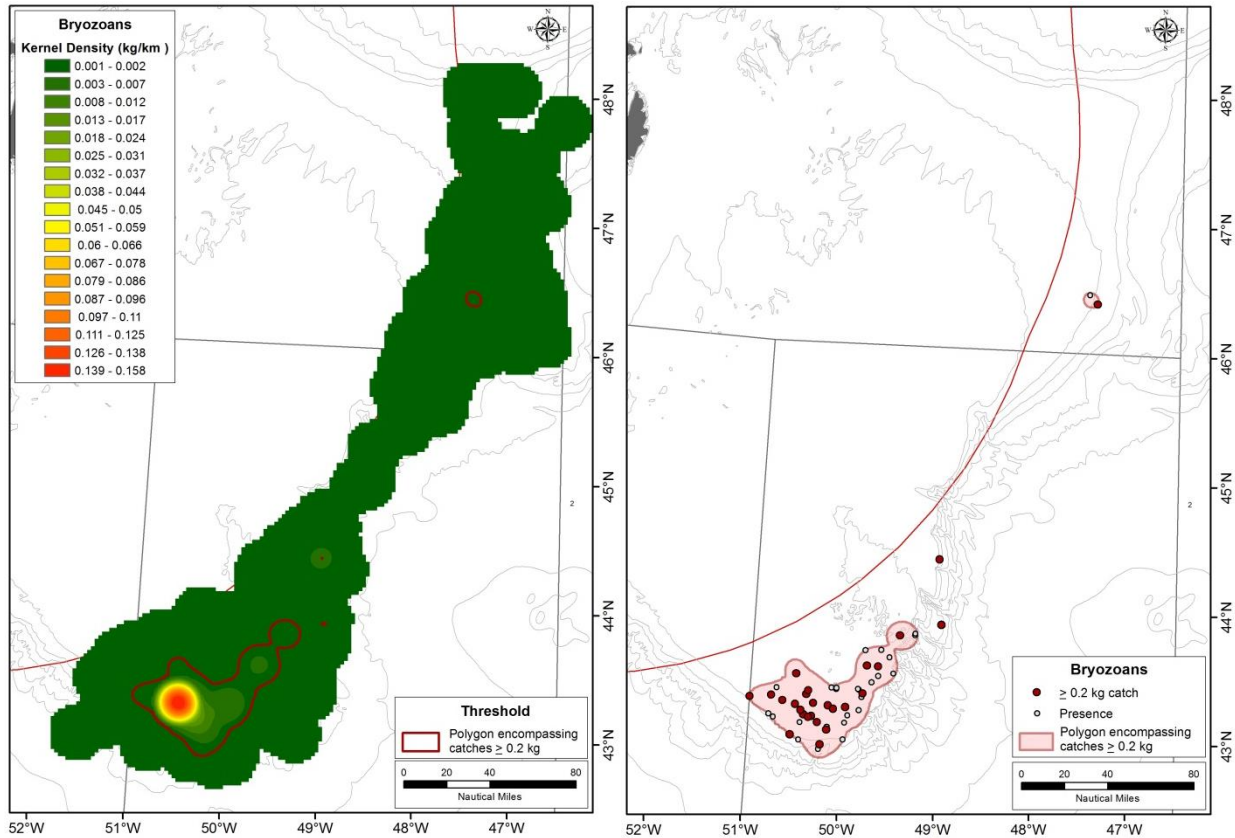 Bryozoans
Kernel Density (kg/km )
0.001 - 0.002
0.003 - 0.007
0.008 - 0.012
0.013 - 0.017
0.018 - 0.024
0.025 - 0.031
0.032 - 0.037
0.038 - 0.044
0.045 - 0.05
0.051 - 0.059
0.06 - 0.066
0.067 - 0.078
0.079 - 0.086
0.087 - 0.096
0.097 - 0.11
0.111 - 0.125
0.126 - 0.138
0.139 - 0.158
N
W E
S
48°N
47°N
46°N
45°N
44°N
43°N
Threshold
Polygon encompassing
catches ≥ 0.2 kg
0 20 40 80
Nautical Miles
52°W 51°W 50°W 49°W 48°W 47°W
N
W E
S
48°N
47°N
46°N
45°N
2
44°N
43°N
Bryozoans
≥ 0.2 kg catch
Presence
Polygon encompassing
catches ≥ 0.2 kg
0 20 40 80
Nautical Miles
52°W 51°W 50°W 49°W 48°W 47°W